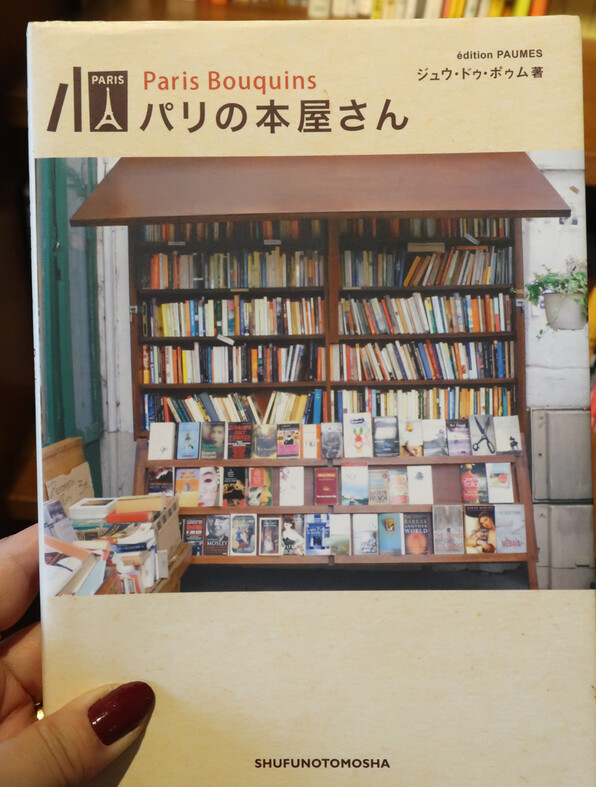 édition PAUMES
ジュウ・ドゥ・ポゥム 著
PARIS
Paris Bouquins
パリの本屋さん
SHUFUNOTOMOSHA